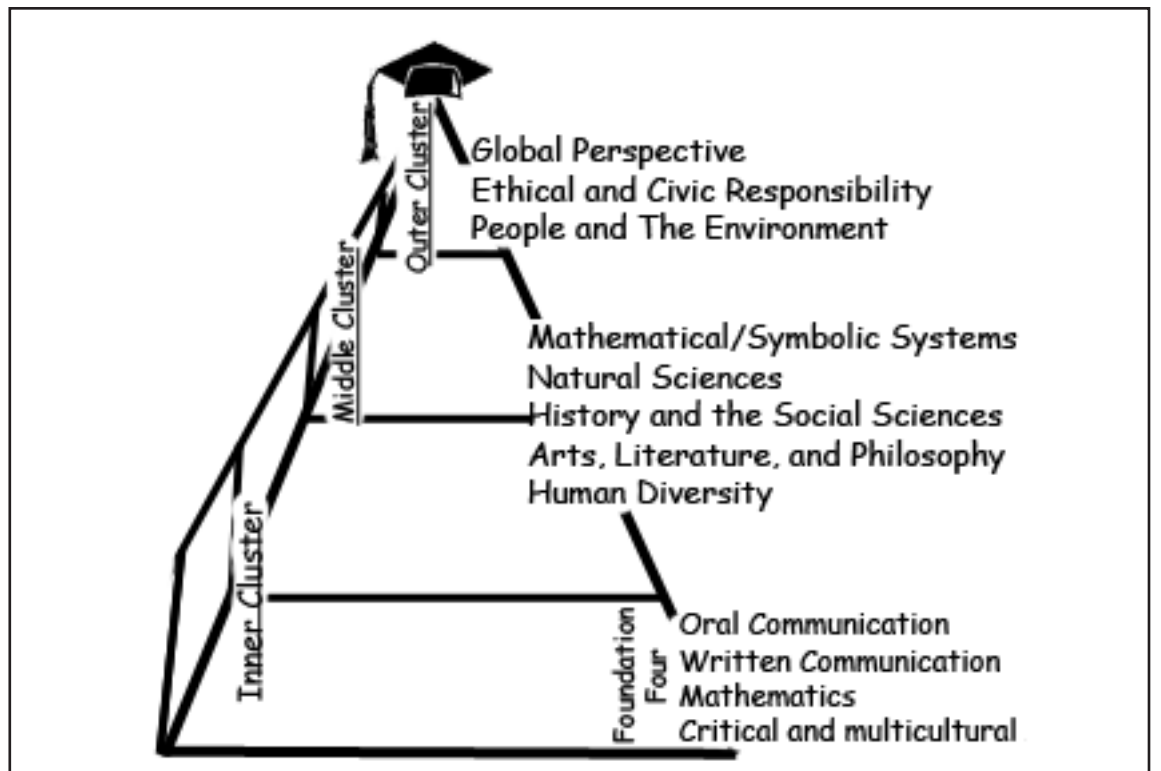 Outer Cluster
Global Perspective
Ethical and Civic Responsibility
People and The Environment
Middle Cluster
Mathematical/Symbolic Systems
Natural Sciences
History and the Social Sciences
Arts, Literature, and Philosophy
Human Diversity
Inner Cluster
Foundation
Four
Oral Communication
Written Communication
Mathematics
Critical and multicultural